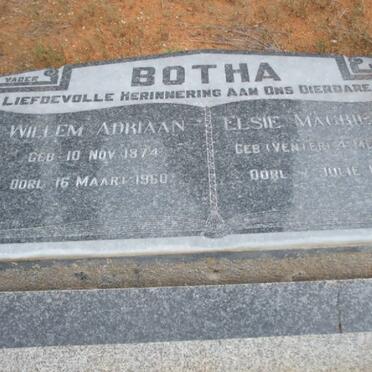 VADER
BOTHA
LIEFDEVOLLE HERINNERING AAN ONS DIERBARE
WILLEM ADRIAAN
GEB 10 NOV 1874
OORL 16 MAART 1960
ELSIE
GEB (VENTER)
OORL JULIE